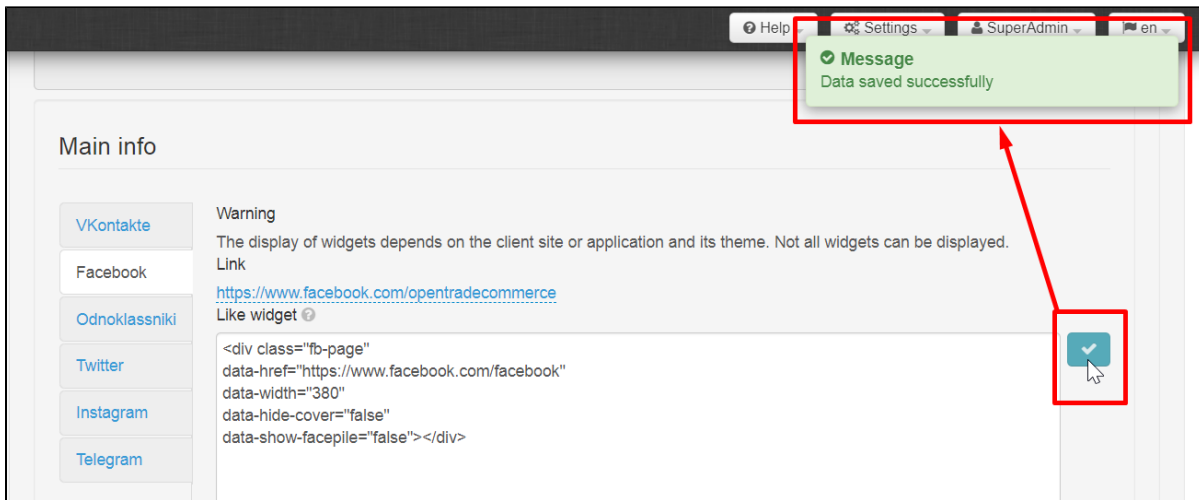 Help
Settings
SuperAdmin
en
Message
Data saved successfully
Main info
VKontakte
Facebook
Odnoklassniki
Twitter
Instagram
Telegram
Warning
The display of widgets depends on the client site or application and its theme. Not all widgets can be displayed.
Link
https://www.facebook.com/opentradecommerce
Like widget
<div class="fb-page"
data-href="https://www.facebook.com/facebook"
data-width="380"
data-hide-cover="false"
data-show-facepile="false"></div>